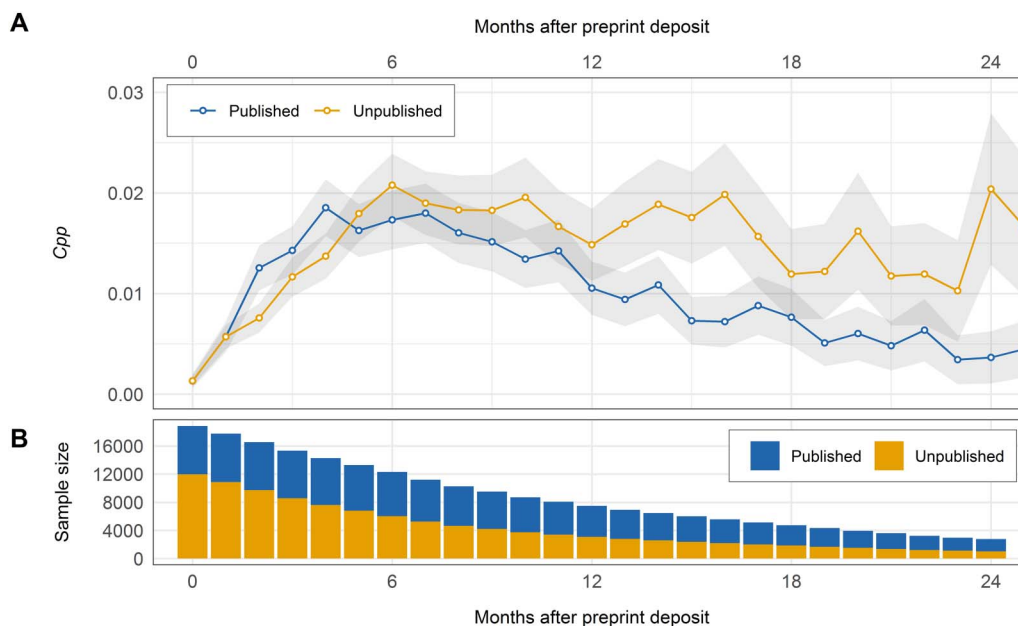 A
Months after preprint deposit
0 6 12 18 24
0.03
Published Unpublished
0.02
Cpp
0.01
0.00
B
16000
Published Unpublished
12000
Sample size
8000
4000
0
0 6 12 18 24
Months after preprint deposit